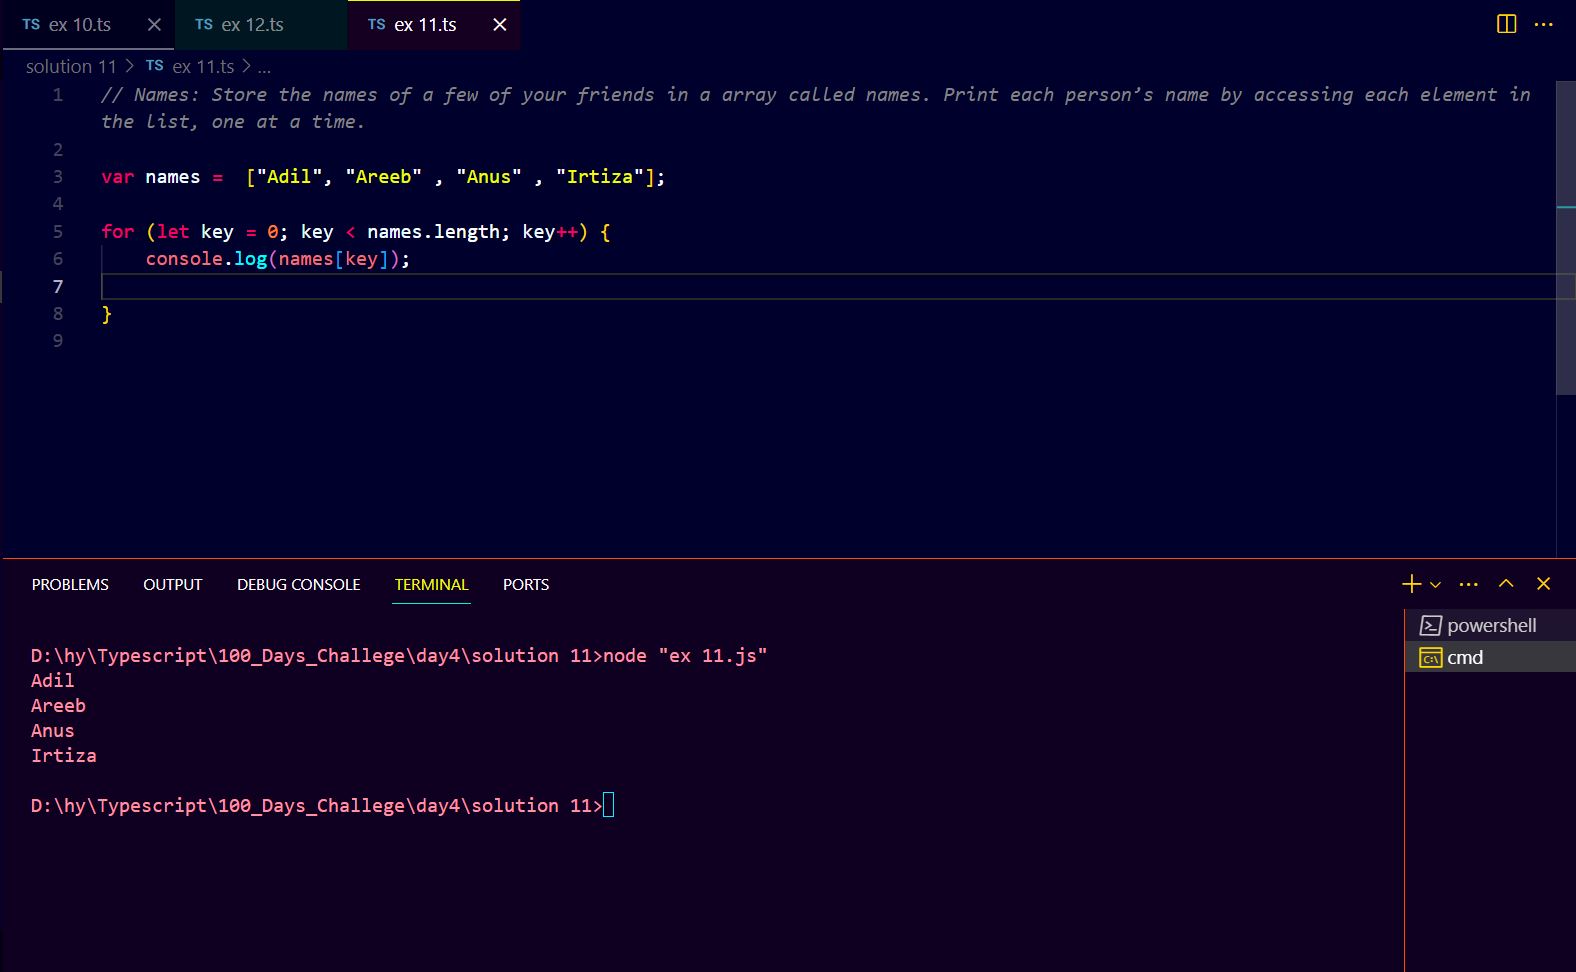 TS ex 10.ts TS ex 12.ts TS ex 11.ts
solution 11 > TS ex 11.ts > ...
1 // Names: Store the names of a few of your friends in a array called names. Print each person’s name by accessing each element in
the list, one at a time.
2
3 var names =  ["Adil", "Areeb" , "Anus" , "Irtiza"];
4
5 for (let key = 0; key < names.length; key++) {
6     console.log(names[key]);
7
8 }
9
PROBLEMS OUTPUT DEBUG CONSOLE TERMINAL PORTS
powershell
cmd
D:\hy\Typescript\100_Days_Challege\day4\solution 11>node "ex 11.js"
Adil
Areeb
Anus
Irtiza
D:\hy\Typescript\100_Days_Challege\day4\solution 11>